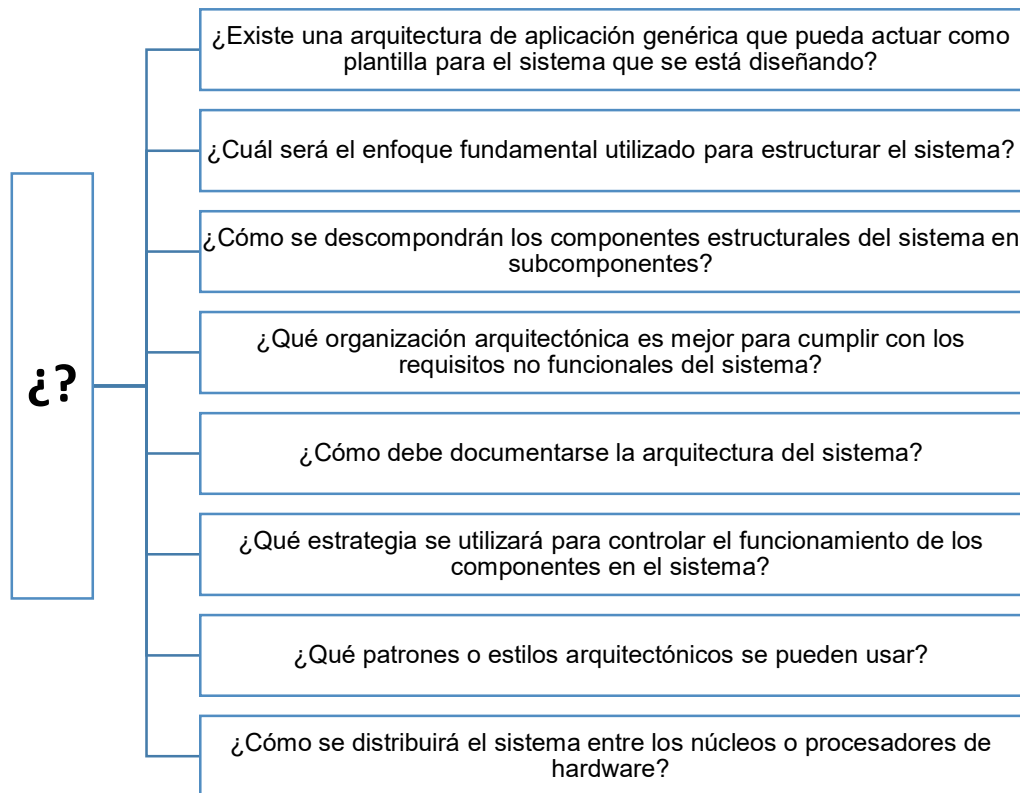 ¿Existe una arquitectura de aplicación genérica que pueda actuar como
plantilla para el sistema que se está diseñando?
¿Cuál será el enfoque fundamental utilizado para estructurar el sistema?
¿Cómo se descompondrán los componentes estructurales del sistema en
subcomponentes?
¿?
¿Qué organización arquitectónica es mejor para cumplir con los
requisitos no funcionales del sistema?
¿Cómo debe documentarse la arquitectura del sistema?
¿Qué estrategia se utilizará para controlar el funcionamiento de los
componentes en el sistema?
¿Qué patrones o estilos arquitectónicos se pueden usar?
¿Cómo se distribuirá el sistema entre los núcleos o procesadores de
hardware?